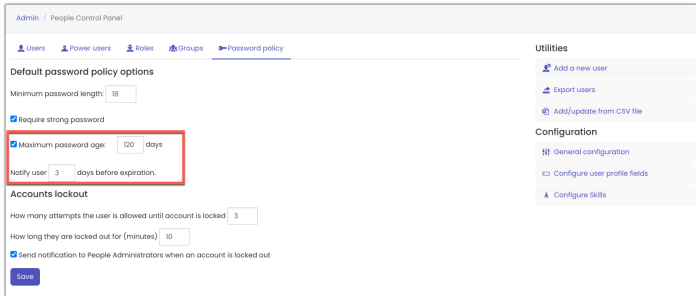 Admin / People Control Panel
Users Power users Roles Groups Password policy
Default password policy options
Minimum password length: 18
Require strong password
Maximum password age: 120 days
Notify user 3 days before expiration.
Accounts lockout
How many attempts the user is allowed until account is locked 3
How long they are locked out for (minutes) 10
Send notification to People Administrators when an account is locked out
Save
Utilities
Add a new user
Export users
Add/update from CSV file
Configuration
General configuration
Configure user profile fields
Configure Skills